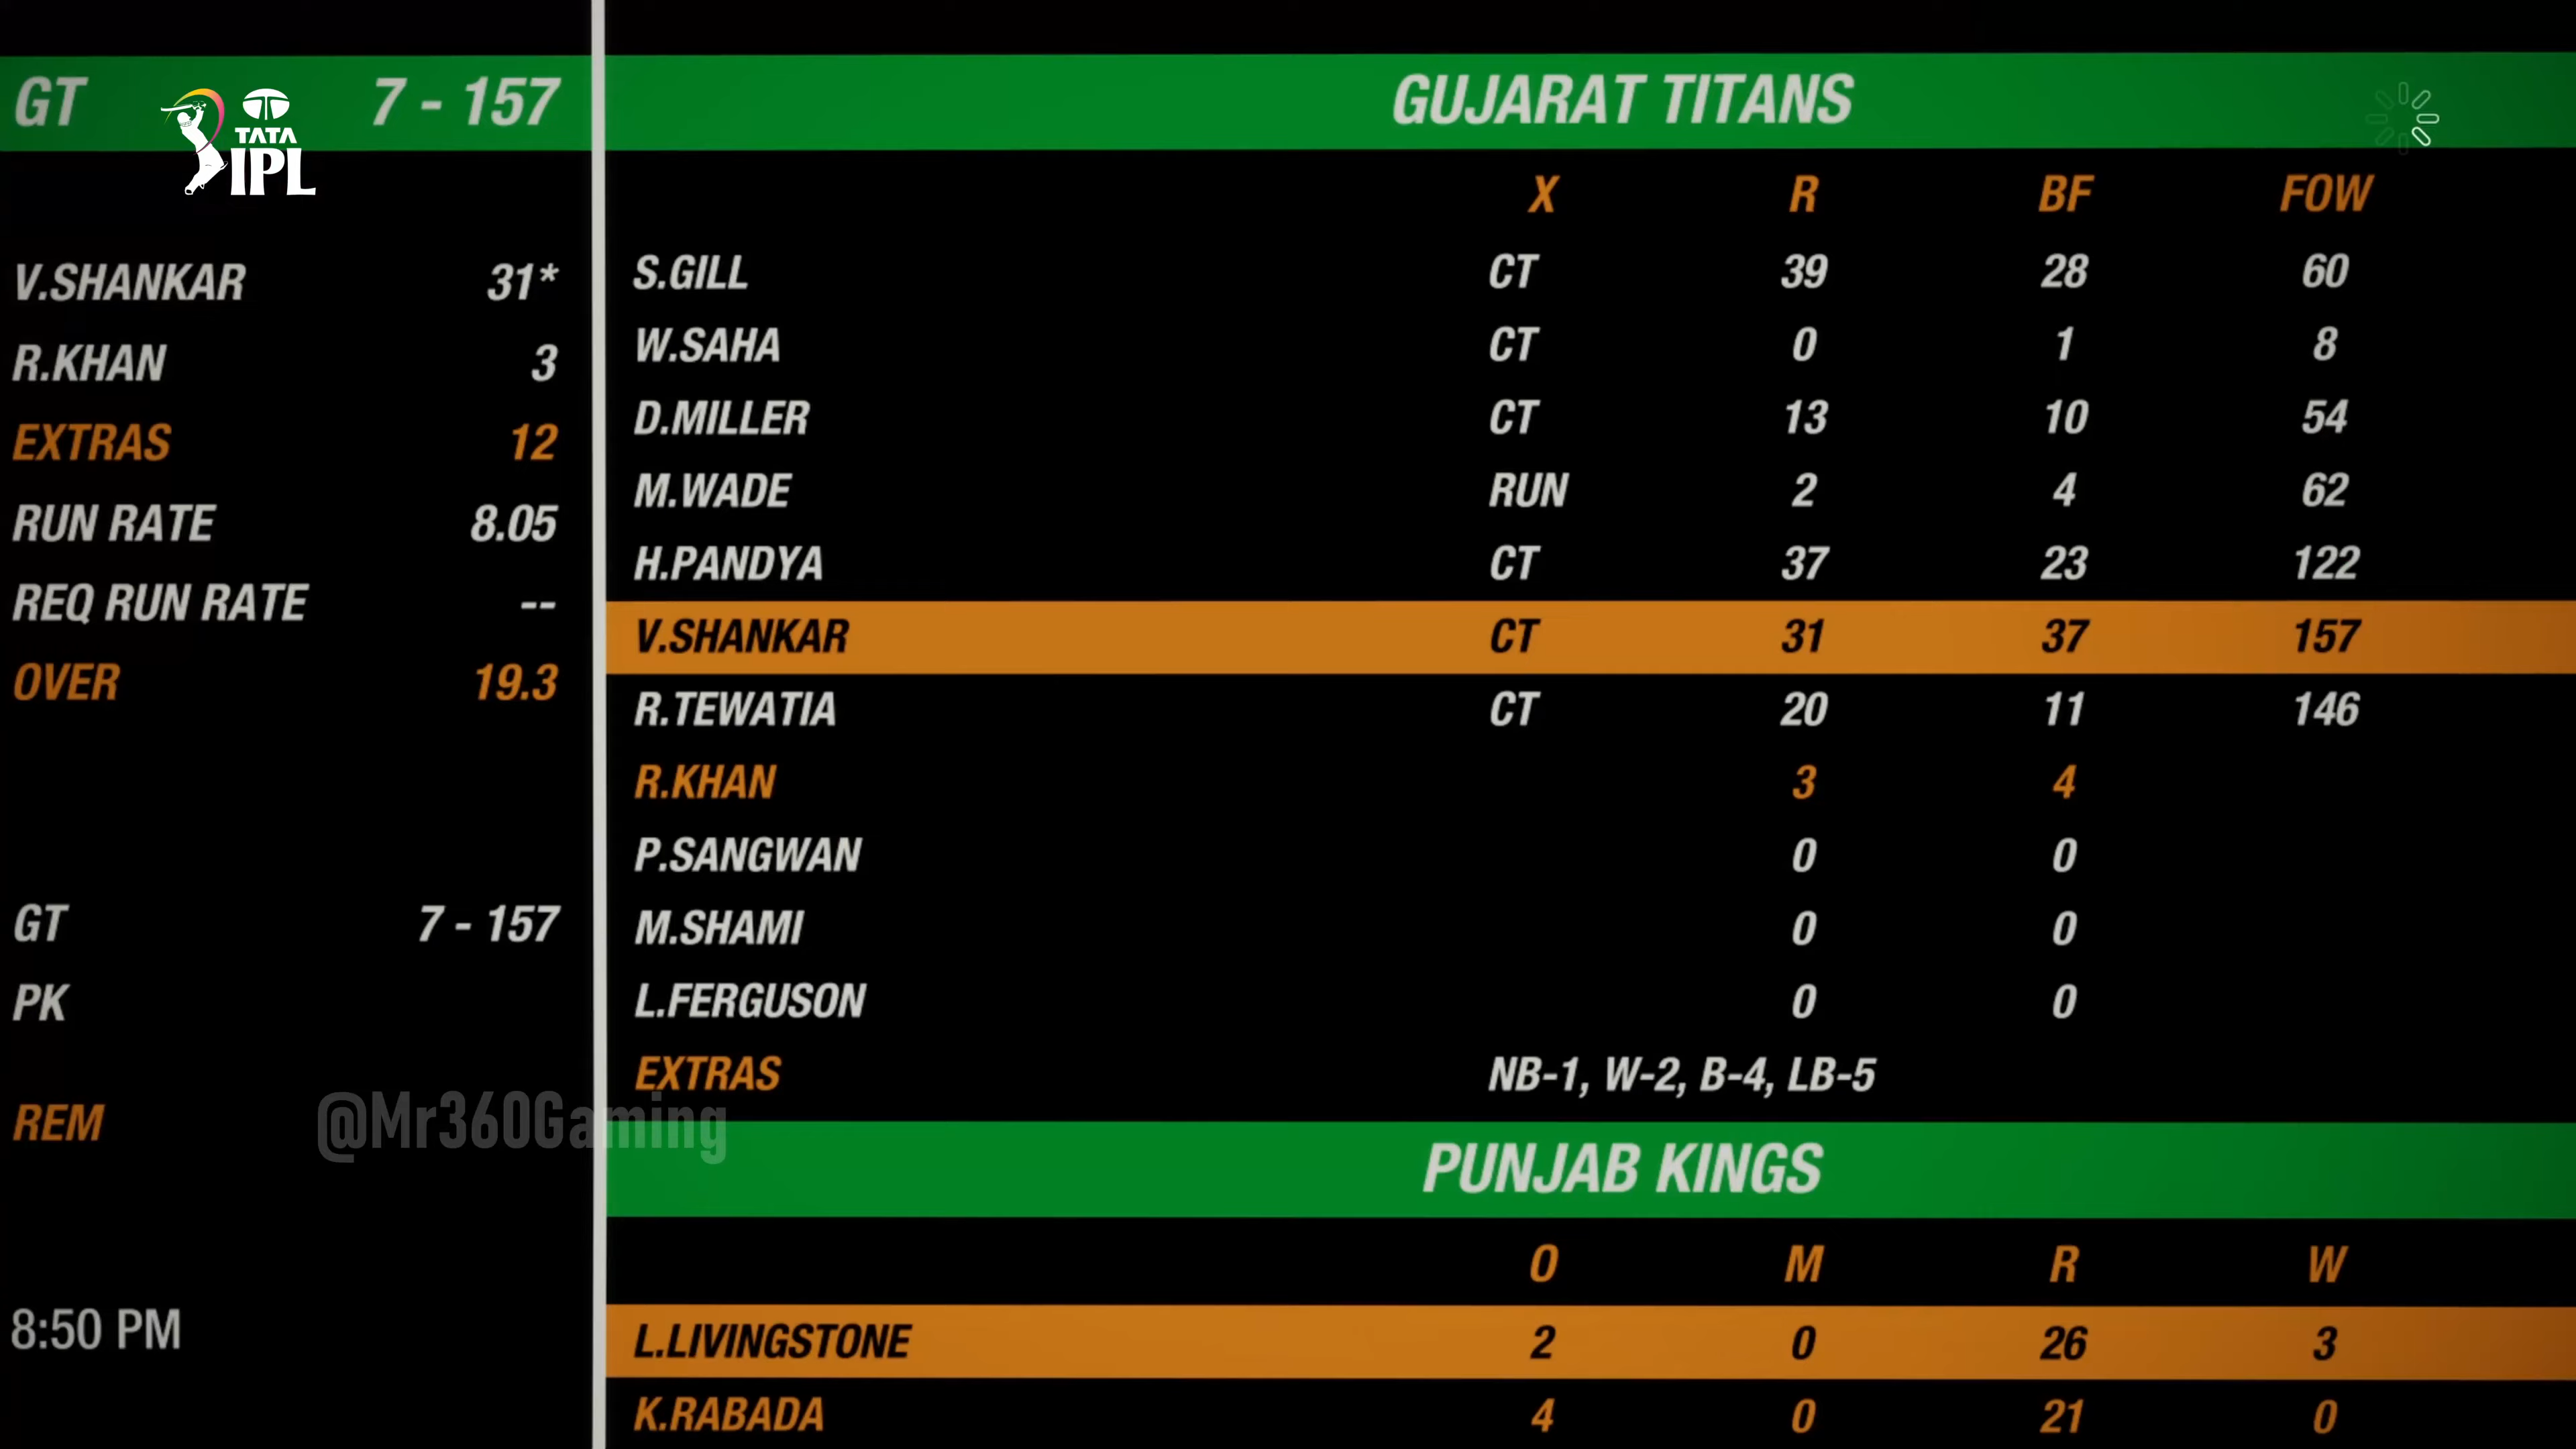 GT 7 - 157
TATA
IPL
V.SHANKAR 31*
R.KHAN 3
EXTRAS 12
RUN RATE 8.05
REQ RUN RATE --
OVER 19.3
GT 7 - 157
PK
REM
8:50 PM
GUJARAT TITANS
X R BF FOW
S.GILL CT 39 28 60
W.SAHA CT 0 1 8
D.MILLER CT 13 10 54
M.WADE RUN 2 4 62
H.PANDYA CT 37 23 122
V.SHANKAR CT 31 37 157
R.TEWATIA CT 20 11 146
R.KHAN 3 4
P.SANGWAN 0 0
M.SHAMI 0 0
L.FERGUSON 0 0
EXTRAS NB-1, W-2, B-4, LB-5
@Mr360Gaming
PUNJAB KINGS
O M R W
L.LIVINGSTONE 2 0 26 3
K.RABADA 4 0 21 0